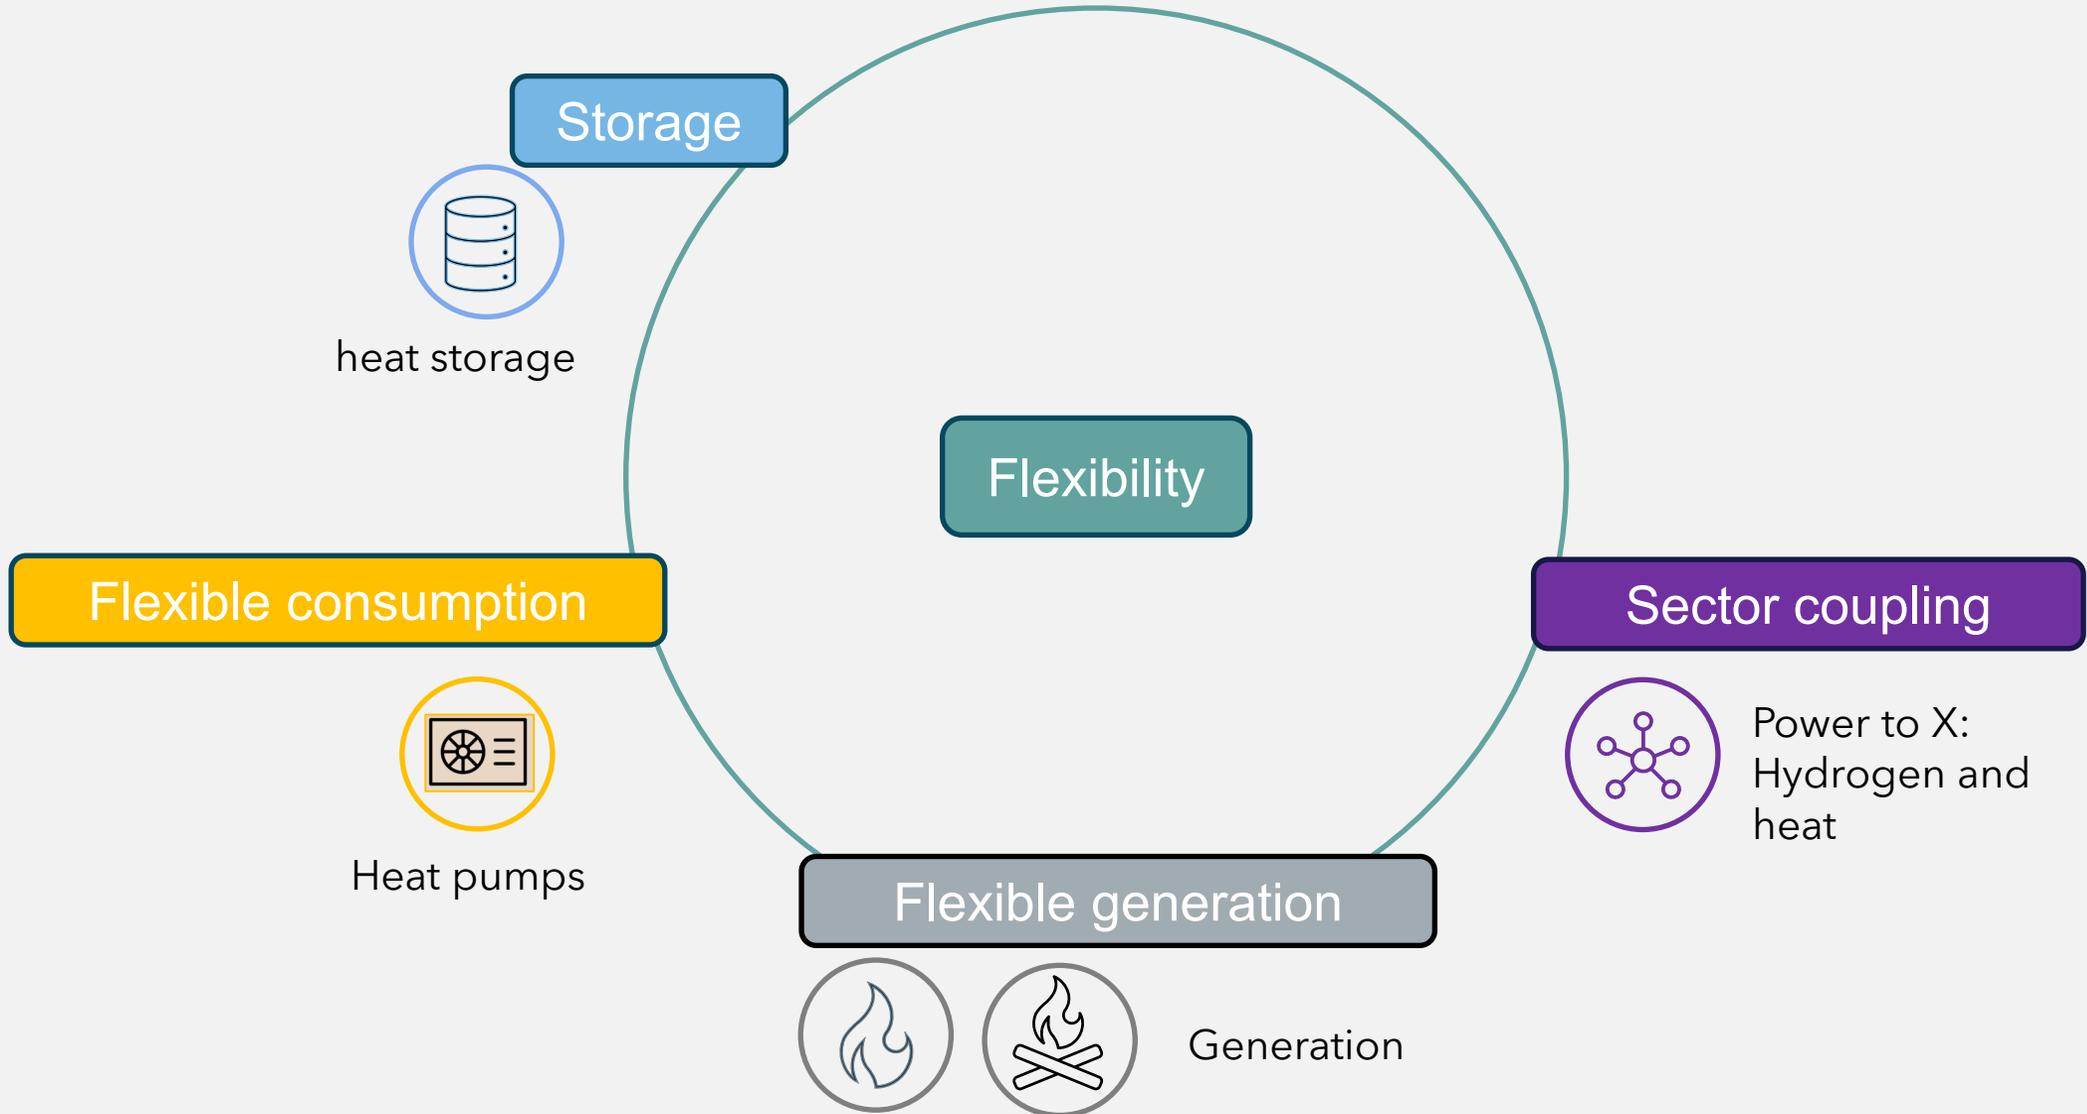 Storage
heat storage
Flexibility
Flexible consumption
Heat pumps
Sector coupling
Power to X:
Hydrogen and
heat
Flexible generation
Generation